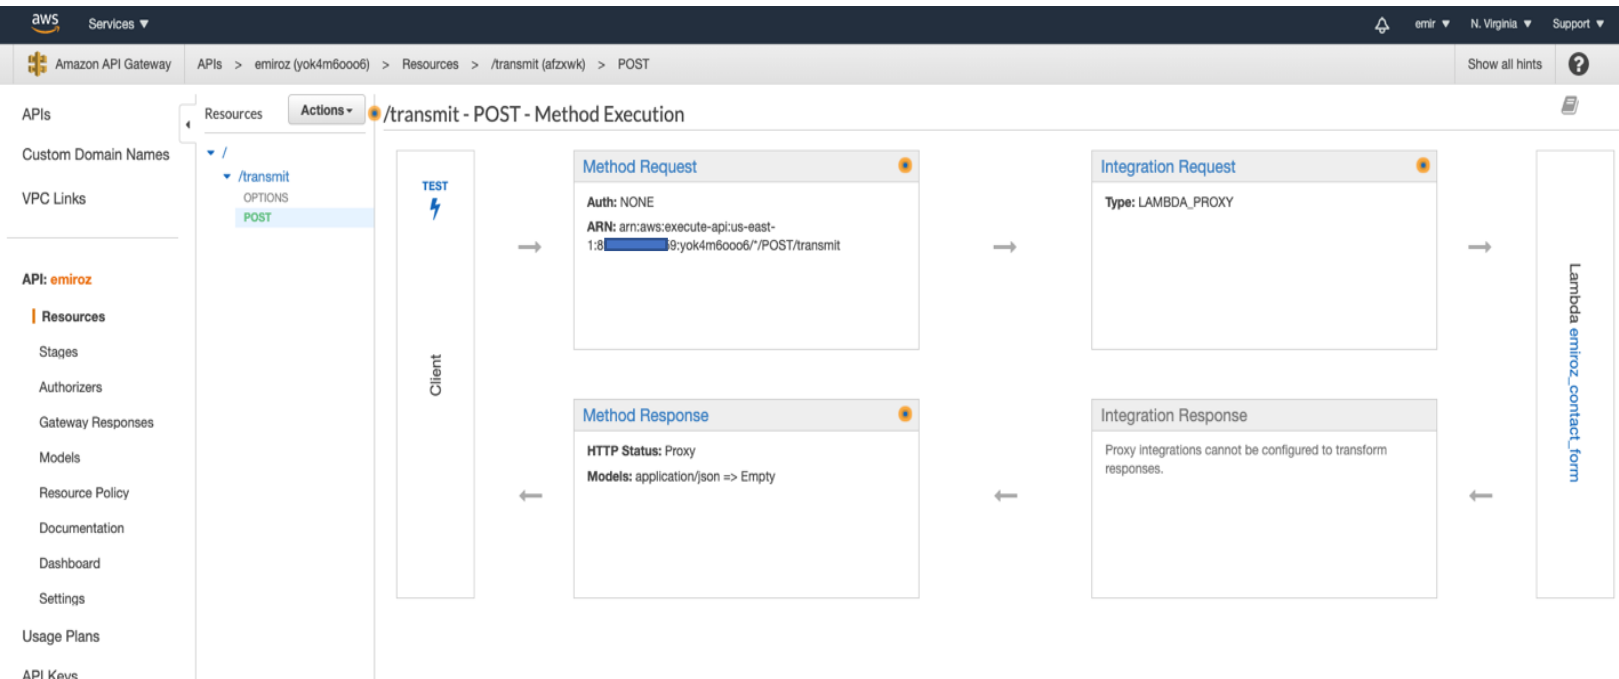 aws Services ▾ emir ▾ N. Virginia ▾ Support ▾
Amazon API Gateway APIs > emiroz (yok4m6ooo6) > Resources > /transmit (afzxwk) > POST Show all hints ?
APIs
Custom Domain Names
VPC Links
API: emiroz
Resources
Stages
Authorizers
Gateway Responses
Models
Resource Policy
Documentation
Dashboard
Settings
Usage Plans
API Keys
Resources Actions ▾
/
/transmit
OPTIONS
POST
/transmit - POST - Method Execution
TEST
Client
Method Request
Auth: NONE
ARN: arn:aws:execute-api:us-east-
1:8 9:yok4m6ooo6/*/POST/transmit
Integration Request
Type: LAMBDA_PROXY
Lambda emiroz_contact_form
Method Response
HTTP Status: Proxy
Models: application/json => Empty
Integration Response
Proxy integrations cannot be configured to transform
responses.